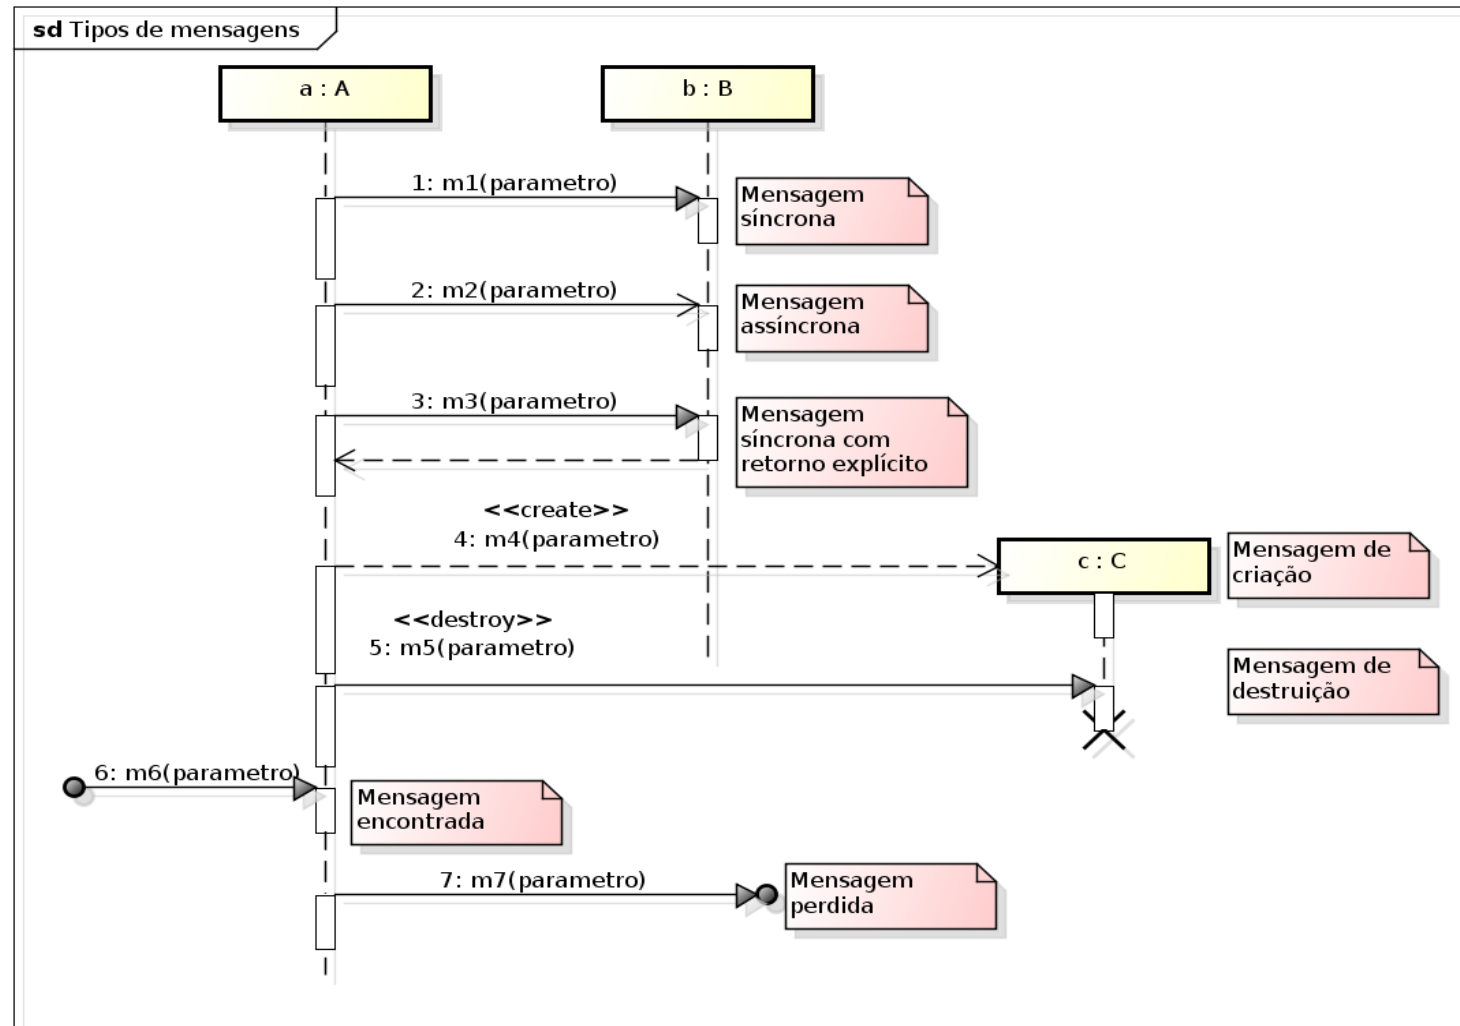 sd Tipos de mensagens
a : A
b : B
1: m1(parametro)
Mensagem
síncrona
2: m2(parametro)
Mensagem
assíncrona
3: m3(parametro)
Mensagem
síncrona com
retorno explícito
<<create>>
4: m4(parametro)
c : C
Mensagem de
criação
<<destroy>>
5: m5(parametro)
Mensagem de
destruição
6: m6(parametro)
Mensagem
encontrada
7: m7(parametro)
Mensagem
perdida